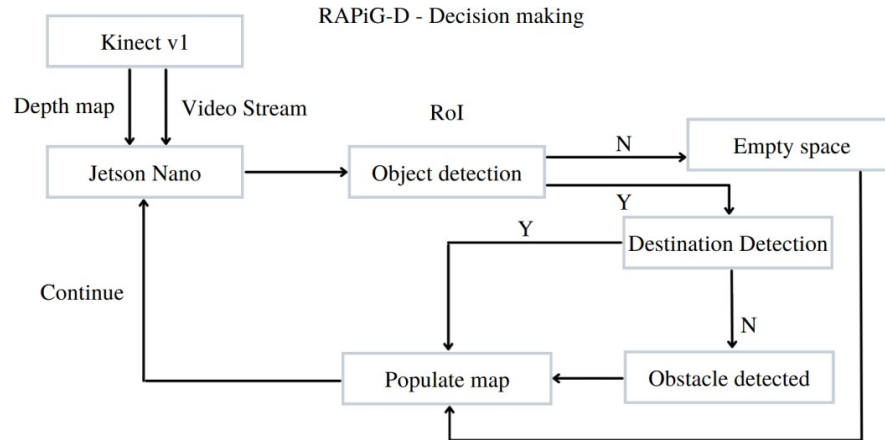 RAPiG-D - Decision making
Kinect v1
Depth map
Video Stream
RoI
Jetson Nano
Object detection
N
Empty space
Y
Y
Destination Detection
Continue
N
Populate map
Obstacle detected